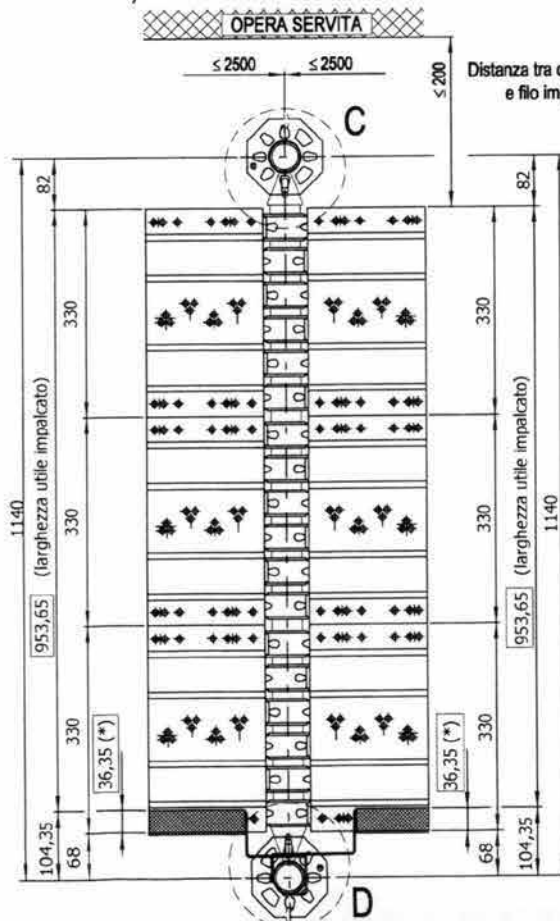 OPERA SERVITA
≤ 2500 ≤ 2500
≤ 200
Distanza tra
e filo
C
82
82
330
330
330
330
330
330
1140
953,65 (larghezza utile impalcato)
953,65 (larghezza utile impalcato)
1140
36,35 (*)
36,35 (*)
104,35
68
68
104,35
D